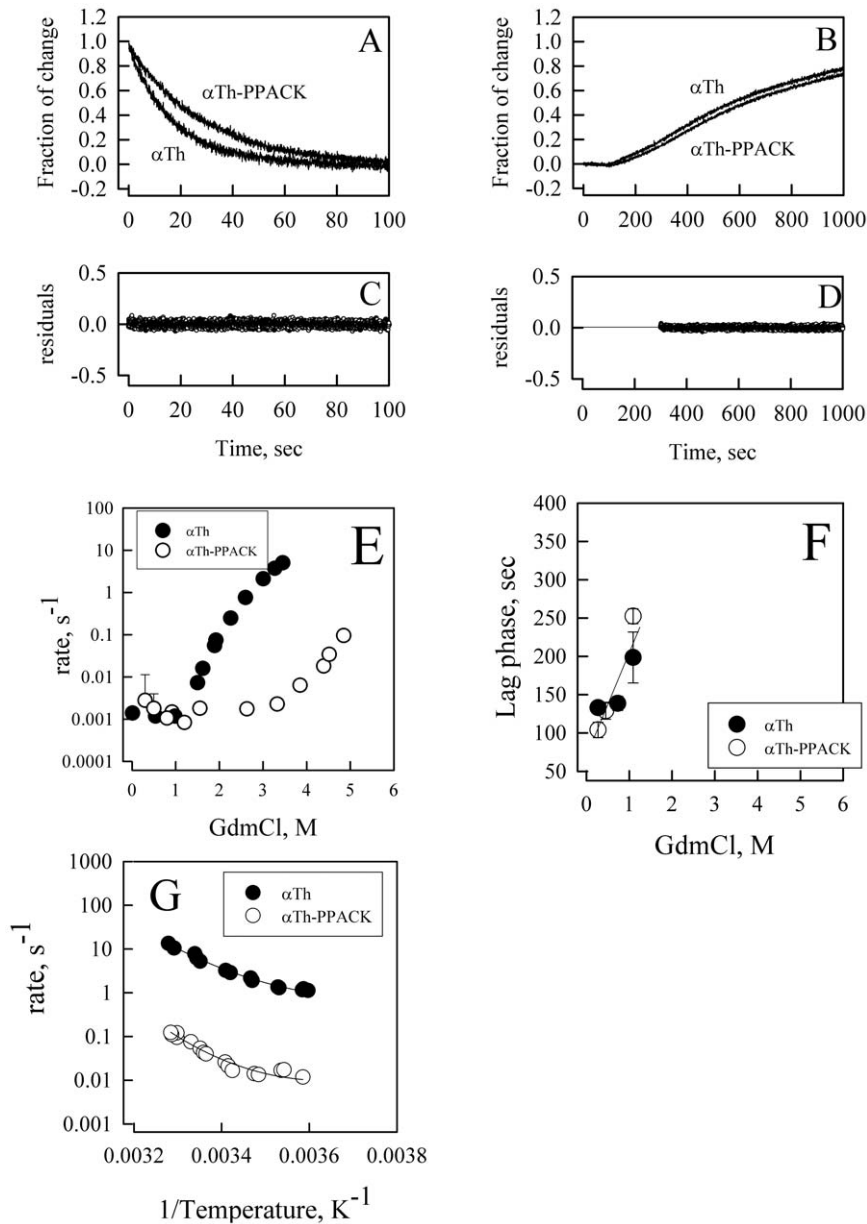 A
Fraction of change
1.2
1.0
0.8
0.6
0.4
0.2
0.0
-0.2
αTh-PPACK
αTh
0 20 40 60 80 100
B
Fraction of change
1.2
1.0
0.8
0.6
0.4
0.2
0.0
-0.2
αTh
αTh-PPACK
0 200 400 600 800 1000
C
residuals
0.5
0.0
-0.5
0 20 40 60 80 100
Time, sec
D
residuals
0.5
0.0
-0.5
0 200 400 600 800 1000
Time, sec
E
rate, s-1
100
10
1
0.1
0.01
0.001
0.0001
αTh
αTh-PPACK
0 1 2 3 4 5 6
GdmCl, M
F
Lag phase, sec
400
350
300
250
200
150
100
50
αTh
αTh-PPACK
0 1 2 3 4 5 6
GdmCl, M
G
rate, s-1
1000
100
10
1
0.1
0.01
0.001
αTh
αTh-PPACK
0.0032 0.0034 0.0036 0.0038
1/Temperature, K-1